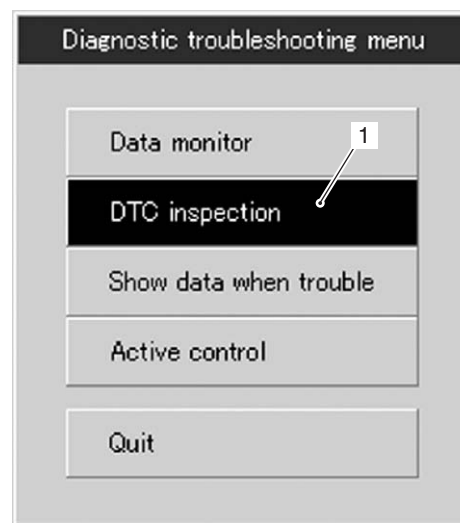 Diagnostic troubleshooting menu
Data monitor
1
DTC inspection
Show data when trouble
Active control
Quit